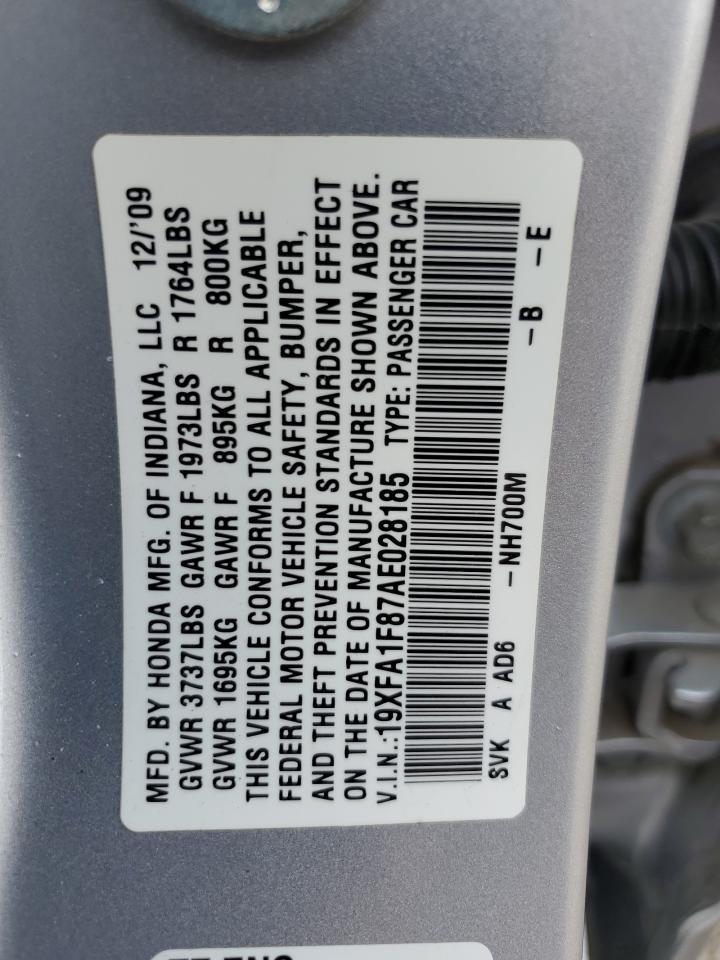 MFD. BY HONDA MFG. OF INDIANA, LLC 12/'09
GVWR 3737LBS GAWR F 1973LBS R 1764LBS
GVWR 1695KG GAWR F 895KG R 800KG
THIS VEHICLE CONFORMS TO ALL APPLICABLE
FEDERAL MOTOR VEHICLE SAFETY, BUMPER,
AND THEFT PREVENTION STANDARDS IN EFFECT
ON THE DATE OF MANUFACTURE SHOWN ABOVE.
V.I.N.:19XFA1F87AE028185 TYPE: PASSENGER CAR
SVK A AD6 -NH700M -B -E